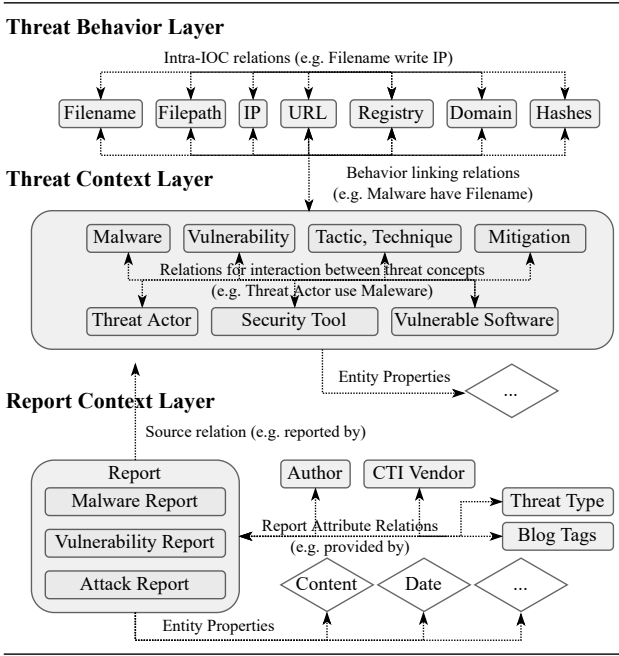 Threat Behavior Layer
Intra-IOC relations (e.g. Filename write IP)
Filename Filepath IP URL Registry Domain Hashes
Behavior linking relations
Threat Context Layer
(e.g. Malware have Filename)
Malware Vulnerability Tactic, Technique Mitigation
Relations for interaction between threat concepts
(e.g. Threat Actor use Maleware)
Threat Actor Security Tool Vulnerable Software
Entity Properties
...
Report Context Layer
Source relation (e.g. reported by)
Report
Author CTI Vendor
Malware Report
Threat Type
Report Attribute Relations
Vulnerability Report
(e.g. provided by)
Blog Tags
Attack Report
Content Date ...
Entity Properties